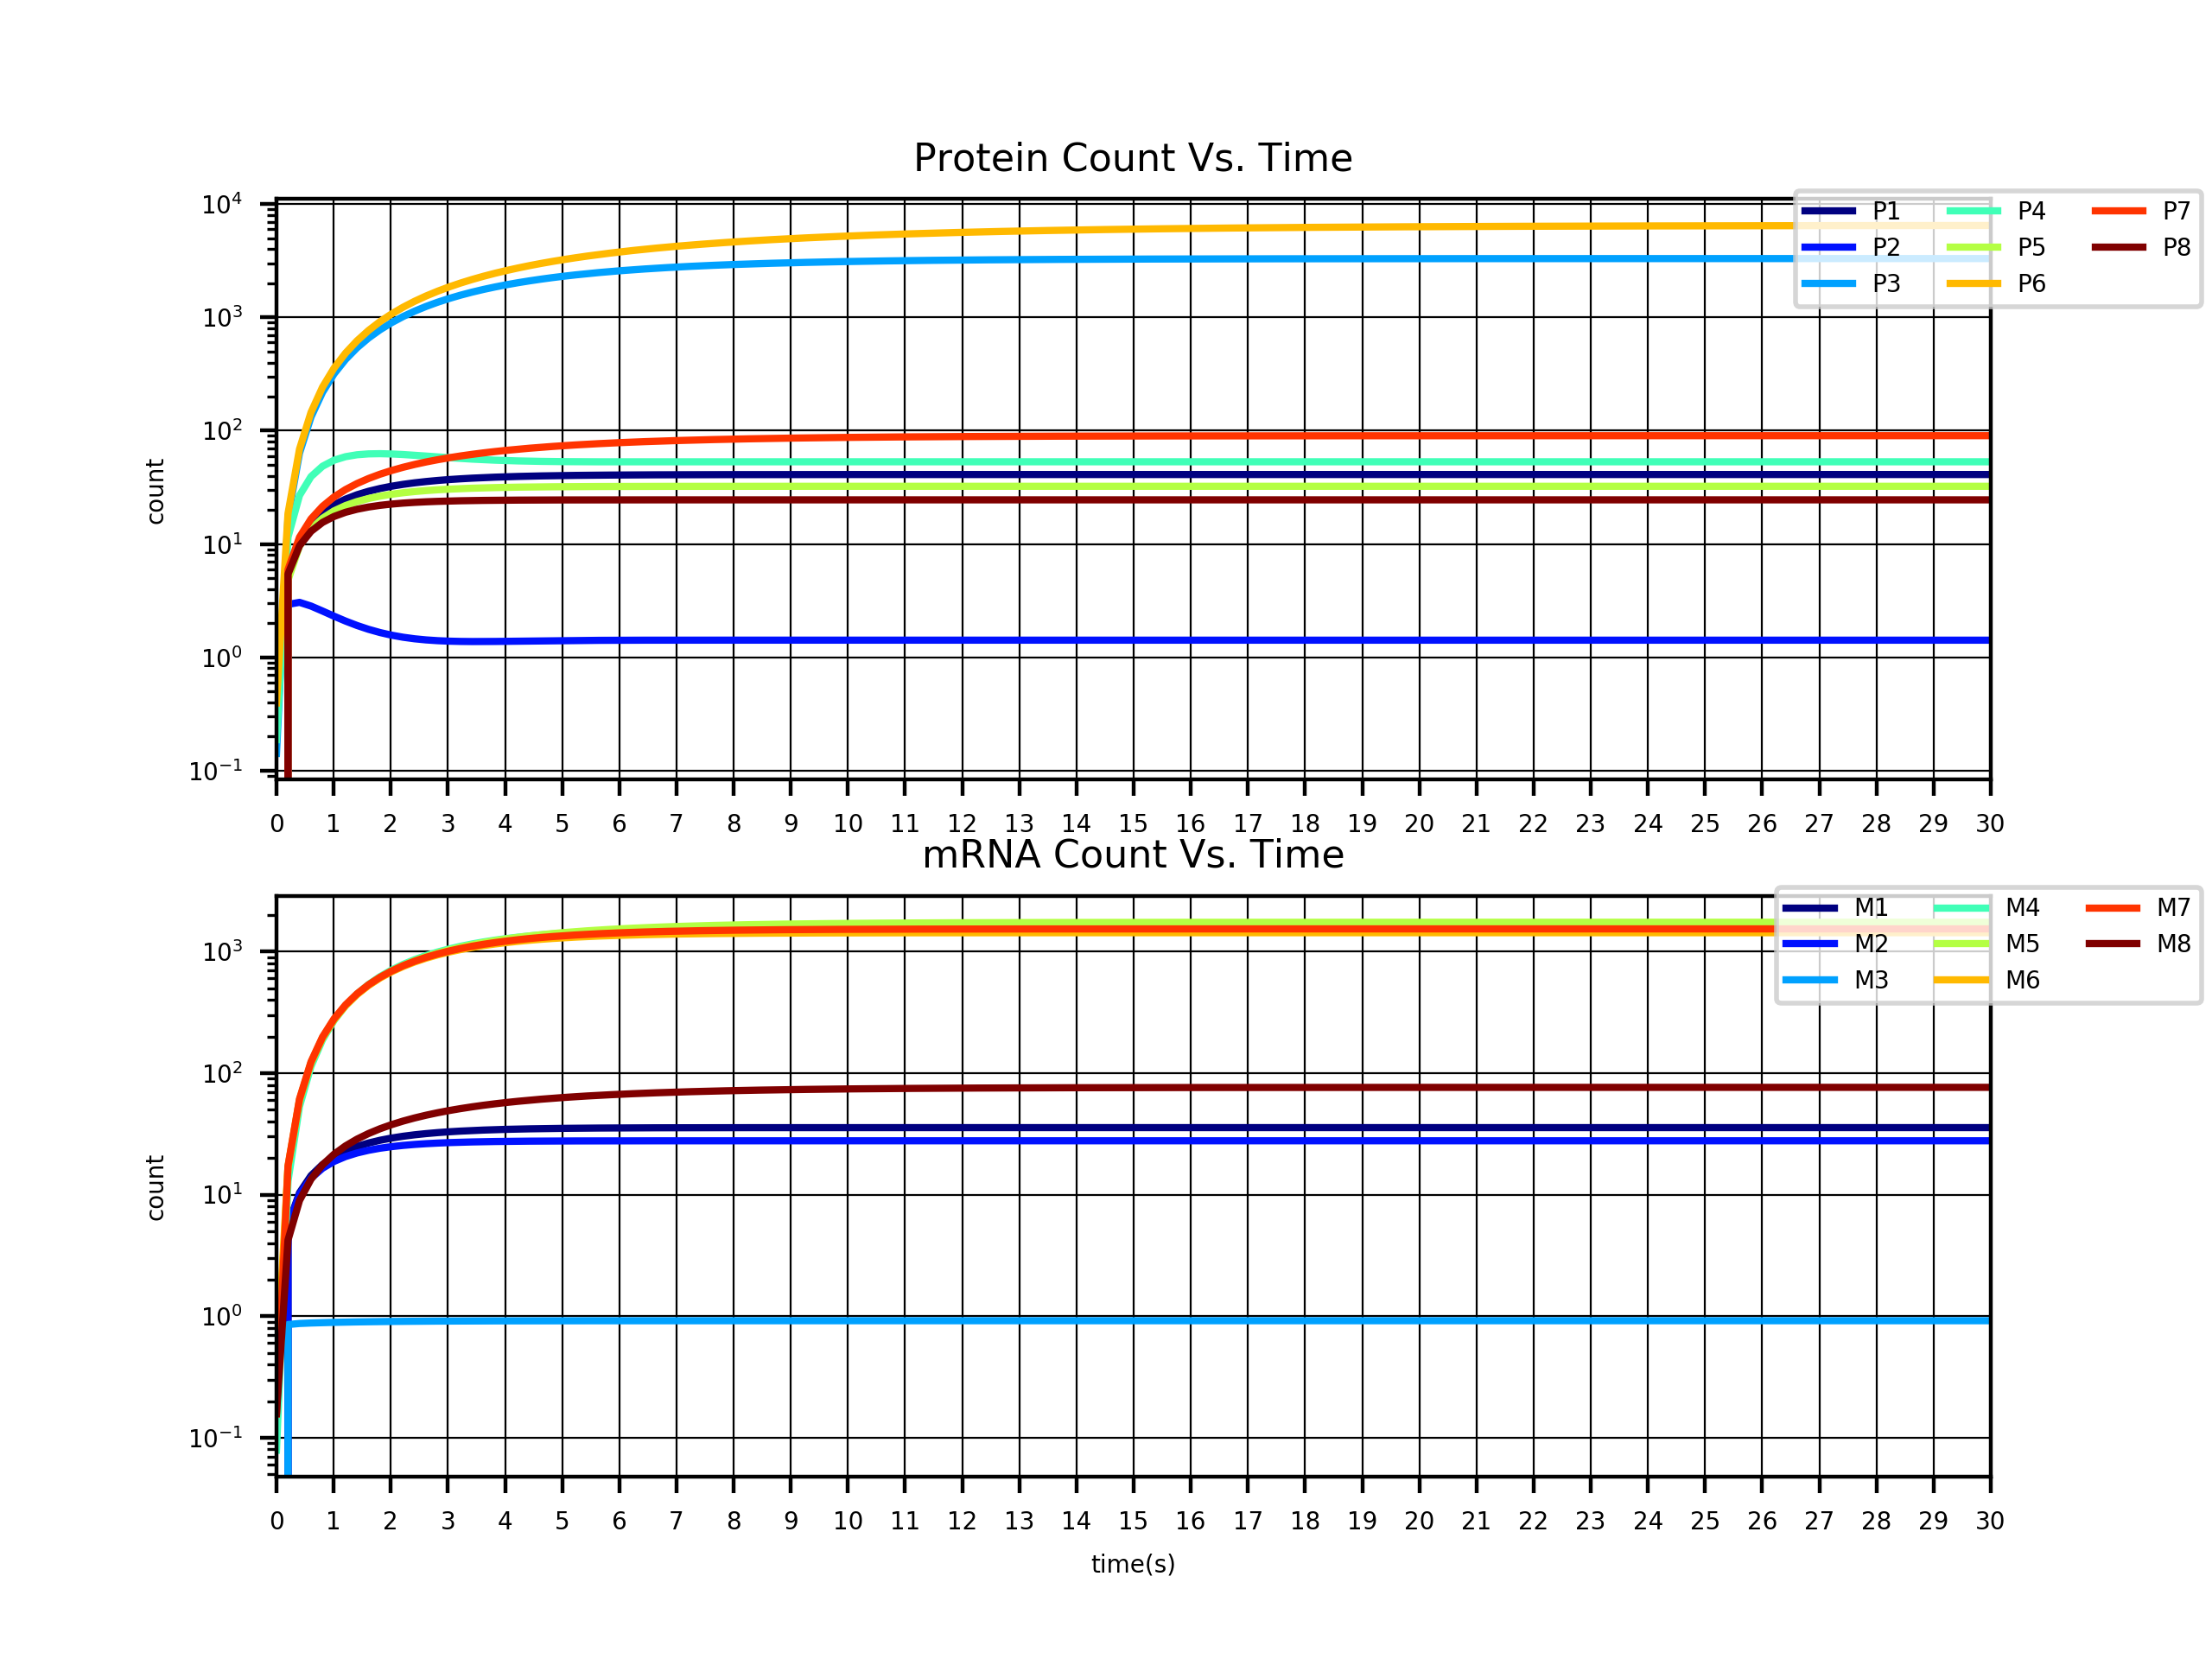 Protein Count Vs. Time
10⁴
10³
10²
10¹
10⁰
10⁻¹
count
P1 P4 P7
P2 P5 P8
P3 P6
0 1 2 3 4 5 6 7 8 9 10 11 12 13 14 15 16 17 18 19 20 21 22 23 24 25 26 27 28 29 30
mRNA Count Vs. Time
10³
10²
10¹
10⁰
10⁻¹
count
M1 M4 M7
M2 M5 M8
M3 M6
0 1 2 3 4 5 6 7 8 9 10 11 12 13 14 15 16 17 18 19 20 21 22 23 24 25 26 27 28 29 30
time(s)